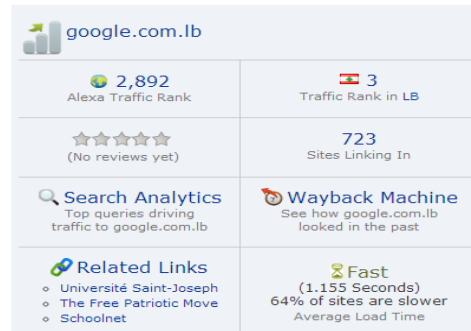 google.com.lb
2,892
Alexa Traffic Rank
3
Traffic Rank in LB
(No reviews yet)
723
Sites Linking In
Search Analytics
Top queries driving
traffic to google.com.lb
Wayback Machine
See how google.com.lb
looked in the past
Related Links
Université Saint-Joseph
The Free Patriotic Move
Schoolnet
Fast
(1.155 Seconds)
64% of sites are slower
Average Load Time